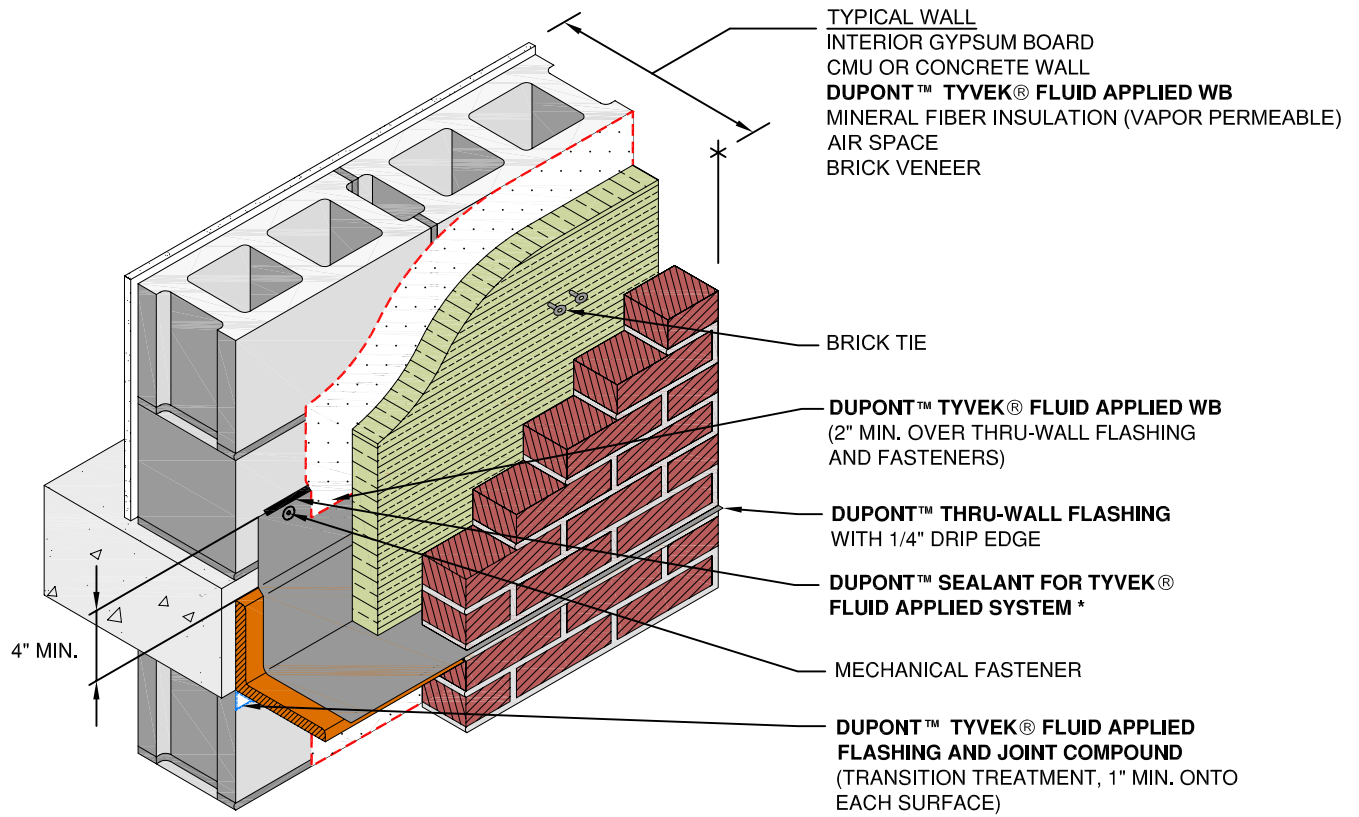 TYPICAL WALL
INTERIOR GYPSUM BOARD
CMU OR CONCRETE WALL
DUPONT™ TYVEK® FLUID APPLIED WB
MINERAL FIBER INSULATION (VAPOR PERMEABLE)
AIR SPACE
BRICK VENEER
BRICK TIE
DUPONT™ TYVEK® FLUID APPLIED WB
(2" MIN. OVER THRU-WALL FLASHING
AND FASTENERS)
DUPONT™ THRU-WALL FLASHING
WITH 1/4" DRIP EDGE
DUPONT™ SEALANT FOR TYVEK®
FLUID APPLIED SYSTEM *
4" MIN.
MECHANICAL FASTENER
DUPONT™ TYVEK® FLUID APPLIED
FLASHING AND JOINT COMPOUND
(TRANSITION TREATMENT, 1" MIN. ONTO
EACH SURFACE)